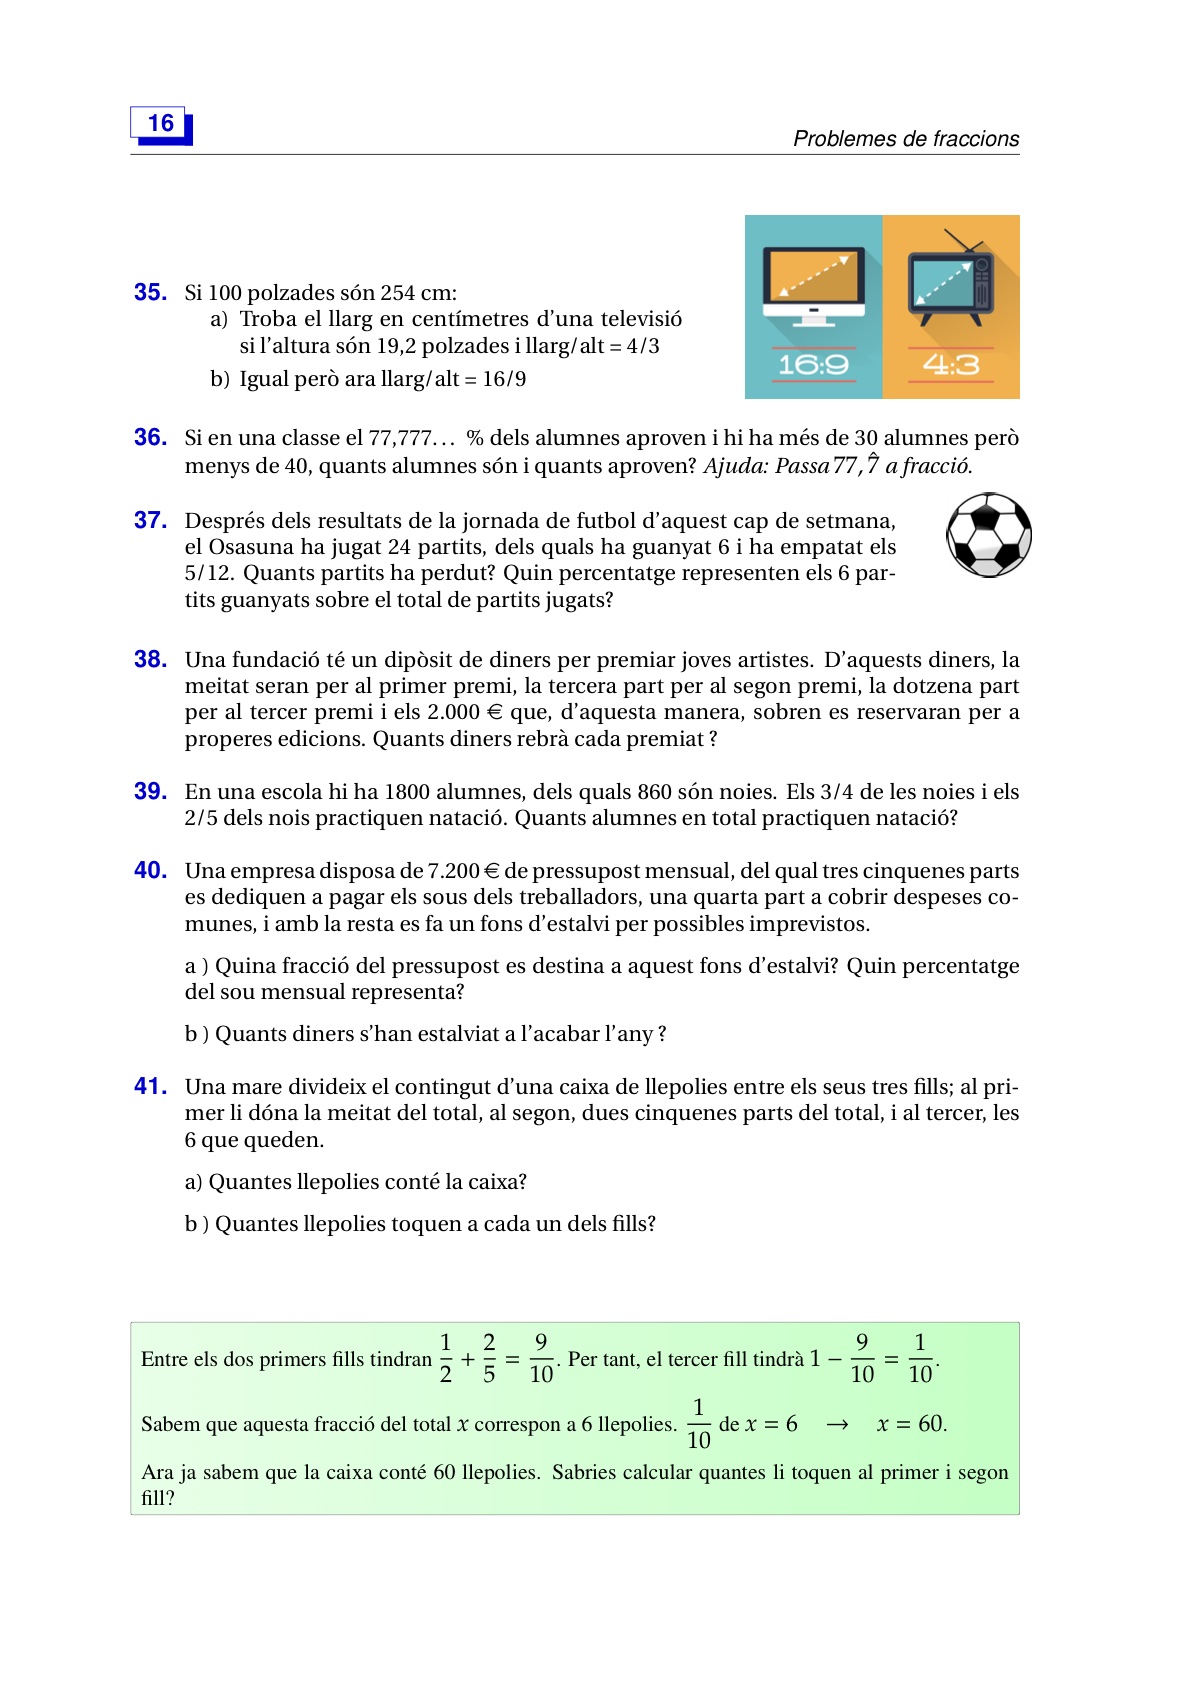 16
Problemes de fraccions
16:9
4:3
35. Si 100 polzades són 254 cm:
a) Troba el llarg en centímetres d'una televisió
si l'altura són 19,2 polzades i llarg/alt = 4/3
b) Igual però ara llarg/alt = 16/9
36. Si en una classe el 77,777... % dels alumnes aproven i hi ha més de 30 alumnes però
menys de 40, quants alumnes són i quants aproven? Ajuda: Passa 77,7̂ a fracció.
37. Després dels resultats de la jornada de futbol d'aquest cap de setmana,
el Osasuna ha jugat 24 partits, dels quals ha guanyat 6 i ha empatat els
5/12. Quants partits ha perdut? Quin percentatge representen els 6 par-
tits guanyats sobre el total de partits jugats?
38. Una fundació té un dipòsit de diners per premiar joves artistes. D'aquests diners, la
meitat seran per al primer premi, la tercera part per al segon premi, la dotzena part
per al tercer premi i els 2.000 € que, d'aquesta manera, sobren es reservaran per a
properes edicions. Quants diners rebrà cada premiat ?
39. En una escola hi ha 1800 alumnes, dels quals 860 són noies. Els 3/4 de les noies i els
2/5 dels nois practiquen natació. Quants alumnes en total practiquen natació?
40. Una empresa disposa de 7.200 € de pressupost mensual, del qual tres cinquenes parts
es dediquen a pagar els sous dels treballadors, una quarta part a cobrir despeses co-
munes, i amb la resta es fa un fons d'estalvi per possibles imprevistos.
a ) Quina fracció del pressupost es destina a aquest fons d'estalvi? Quin percentatge
del sou mensual representa?
b ) Quants diners s'han estalviat a l'acabar l'any ?
41. Una mare divideix el contingut d'una caixa de llepolies entre els seus tres fills; al pri-
mer li dóna la meitat del total, al segon, dues cinquenes parts del total, i al tercer, les
6 que queden.
a) Quantes llepolies conté la caixa?
b ) Quantes llepolies toquen a cada un dels fills?
Entre els dos primers fills tindran 1/2 + 2/5 = 9/10. Per tant, el tercer fill tindrà 1 − 9/10 = 1/10.
Sabem que aquesta fracció del total x correspon a 6 llepolies. 1/10 de x = 6 → x = 60.
Ara ja sabem que la caixa conté 60 llepolies. Sabries calcular quantes li toquen al primer i segon
fill?